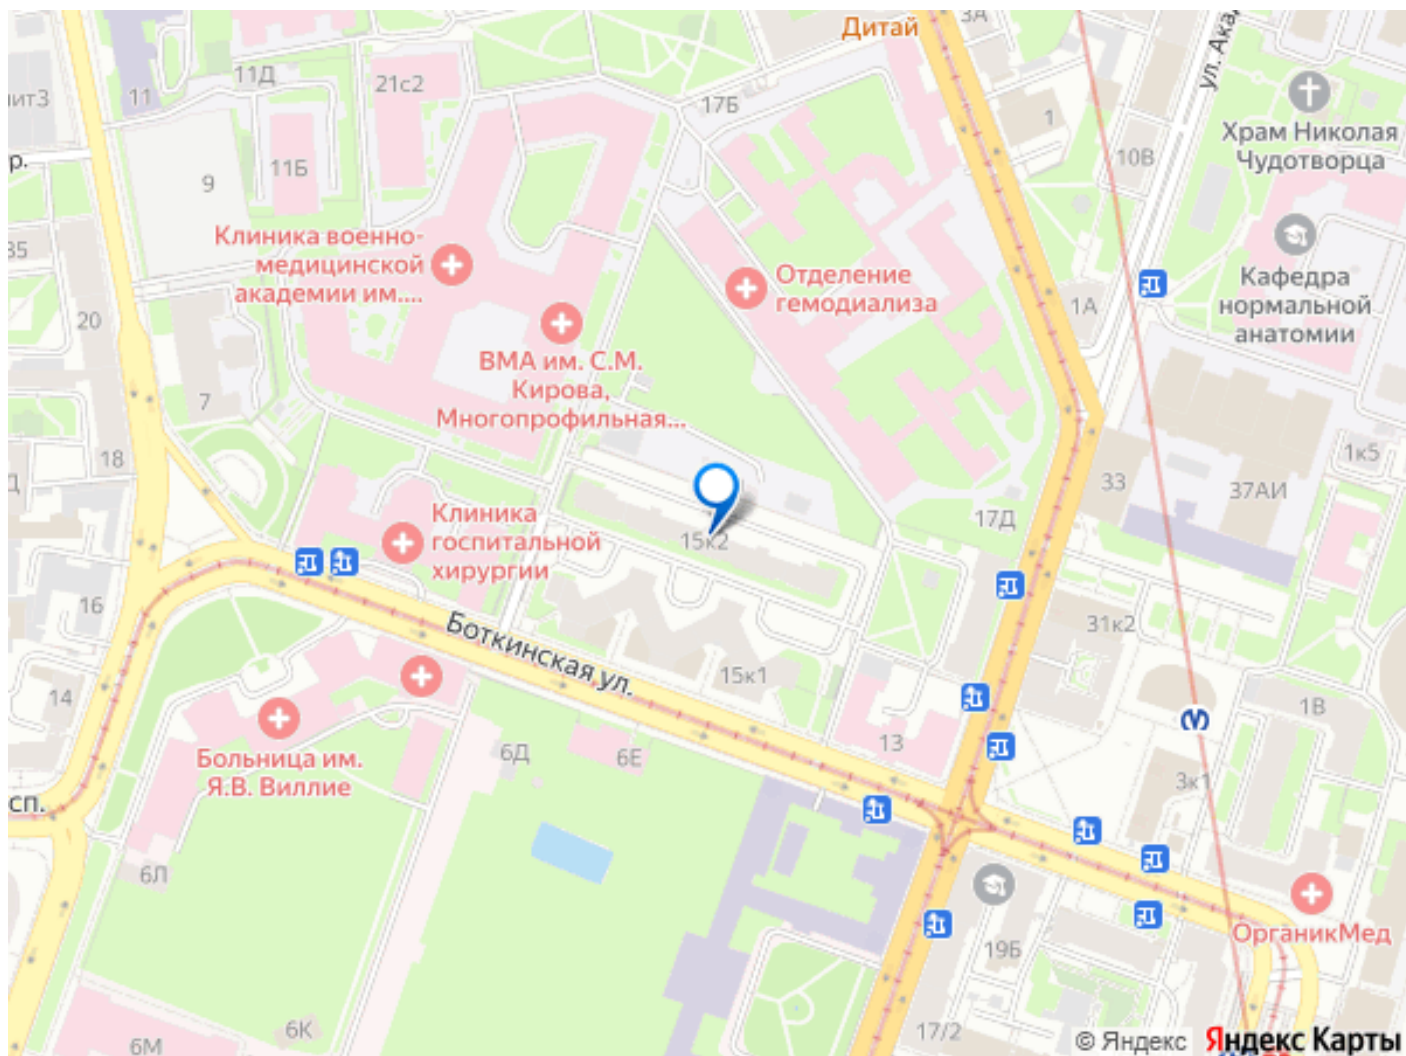 Дитай
3А
ул. Ака
11Д
21с2
11
17Б
1
Храм Николая
Чудотворца
10В
р.
11Б
9
Клиника военно-
медицинской
академии им....
Отделение
гемодиализа
Кафедра
нормальной
анатомии
35
20
1А
ВМА им. С.М.
Кирова,
Многопрофильная...
7
18
1к5
33
37АИ
17Д
Клиника
госпитальной
хирургии
15к2
16
31к2
Боткинская ул.
15к1
14
1В
13
6Д
6Е
Больница им.
Я.В. Виллие
3к1
сп.
6Л
ОрганикМед
19Б
6К
6М
17/2
© Яндекс Яндекс Карты